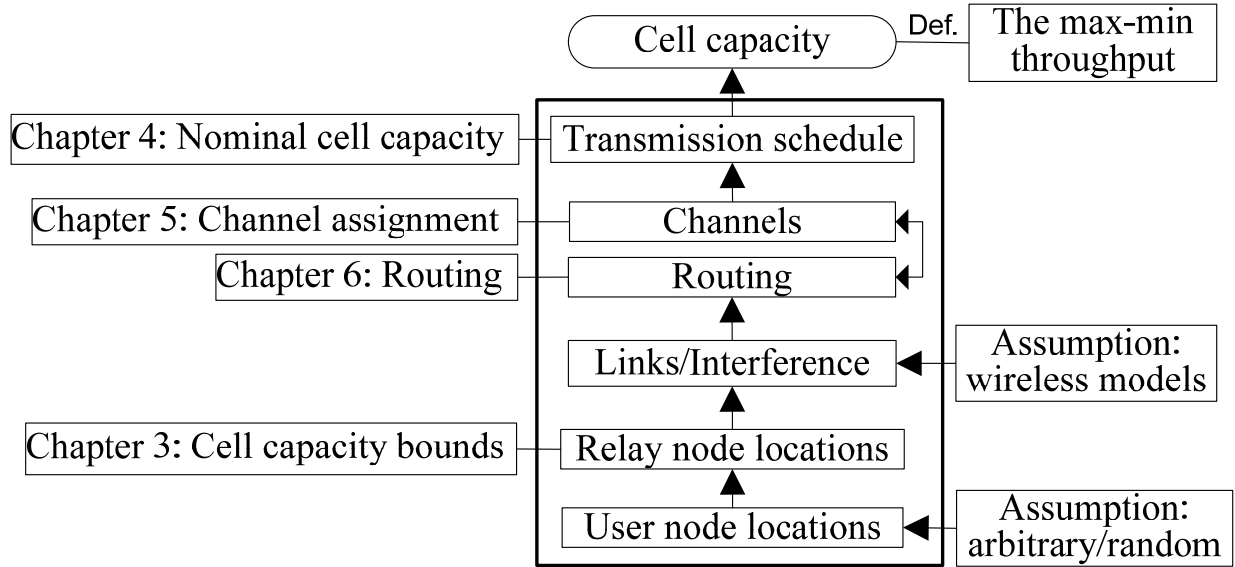 Cell capacity
Def.
The max-min
throughput
Chapter 4: Nominal cell capacity
Transmission schedule
Chapter 5: Channel assignment
Channels
Chapter 6: Routing
Routing
Links/Interference
Assumption:
wireless models
Chapter 3: Cell capacity bounds
Relay node locations
User node locations
Assumption:
arbitrary/random